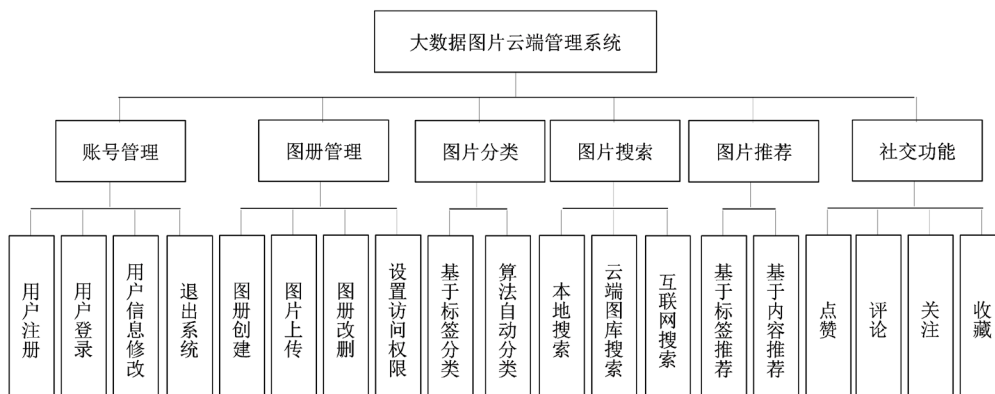 大数据图片云端管理系统
账号管理
图册管理
图片分类
图片搜索
图片推荐
社交功能
用户注册
用户登录
用户信息修改
退出系统
图册创建
图片上传
图册改删
设置访问权限
基于标签分类
算法自动分类
本地搜索
云端图库搜索
互联网搜索
基于标签推荐
基于内容推荐
点赞
评论
关注
收藏